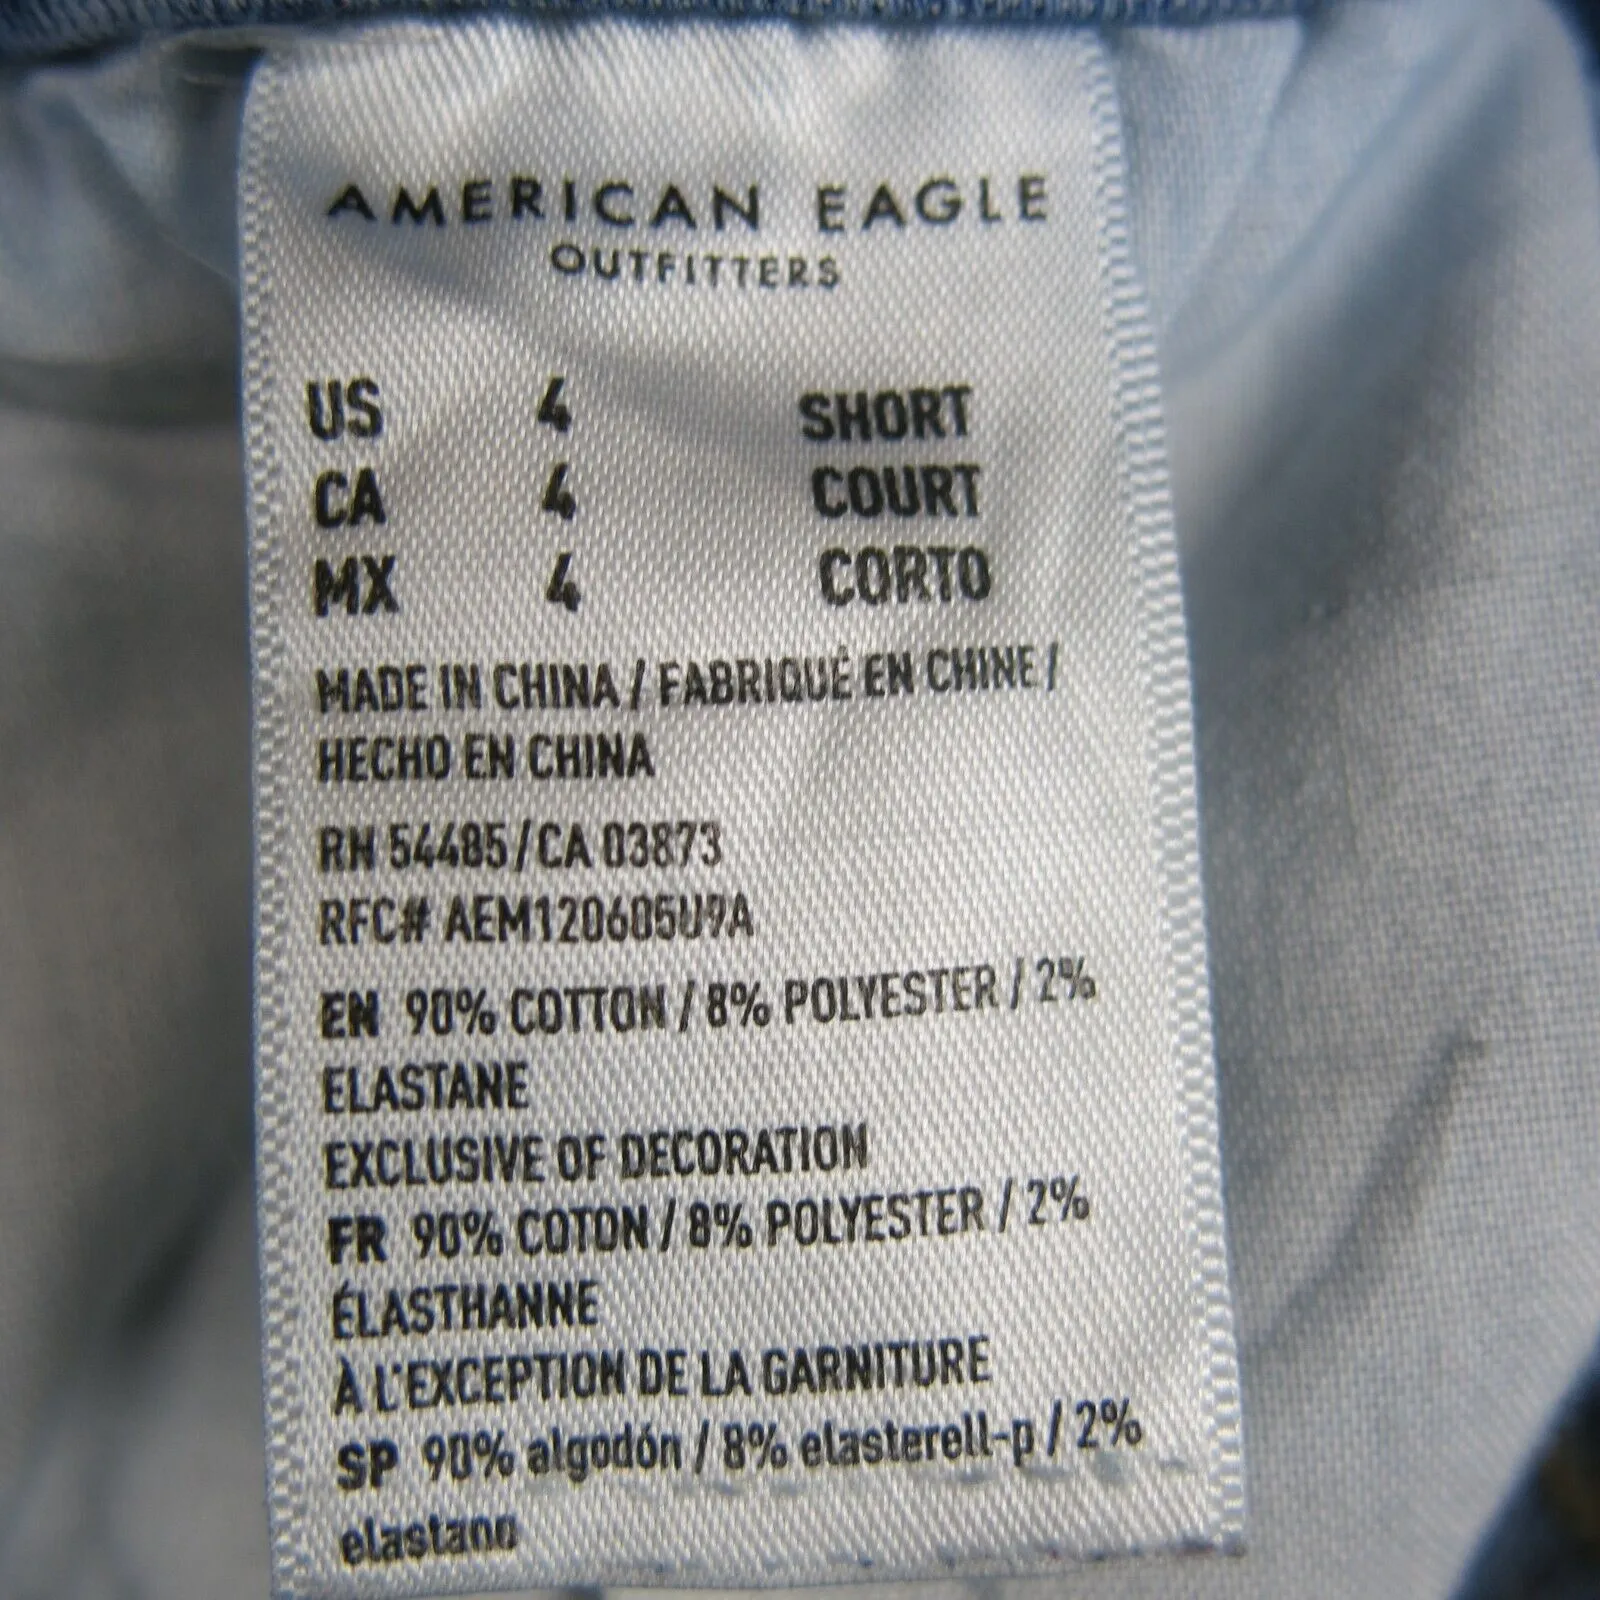 AMERICAN EAGLE
OUTFITTERS
US 4 SHORT
CA 4 COURT
MX 4 CORTO
MADE IN CHINA / FABRIQUÉ EN CHINE /
HECHO EN CHINA
RN 54485/CA 03873
RFC# AEM120605U9A
EN 90% COTTON / 8% POLYESTER / 2%
ELASTANE
EXCLUSIVE OF DECORATION
FR 90% COTON / 8% POLYESTER / 2%
ÉLASTHANNE
À L'EXCEPTION DE LA GARNITURE
SP 90% algodón / 8% elasterell-p / 2%
elastano